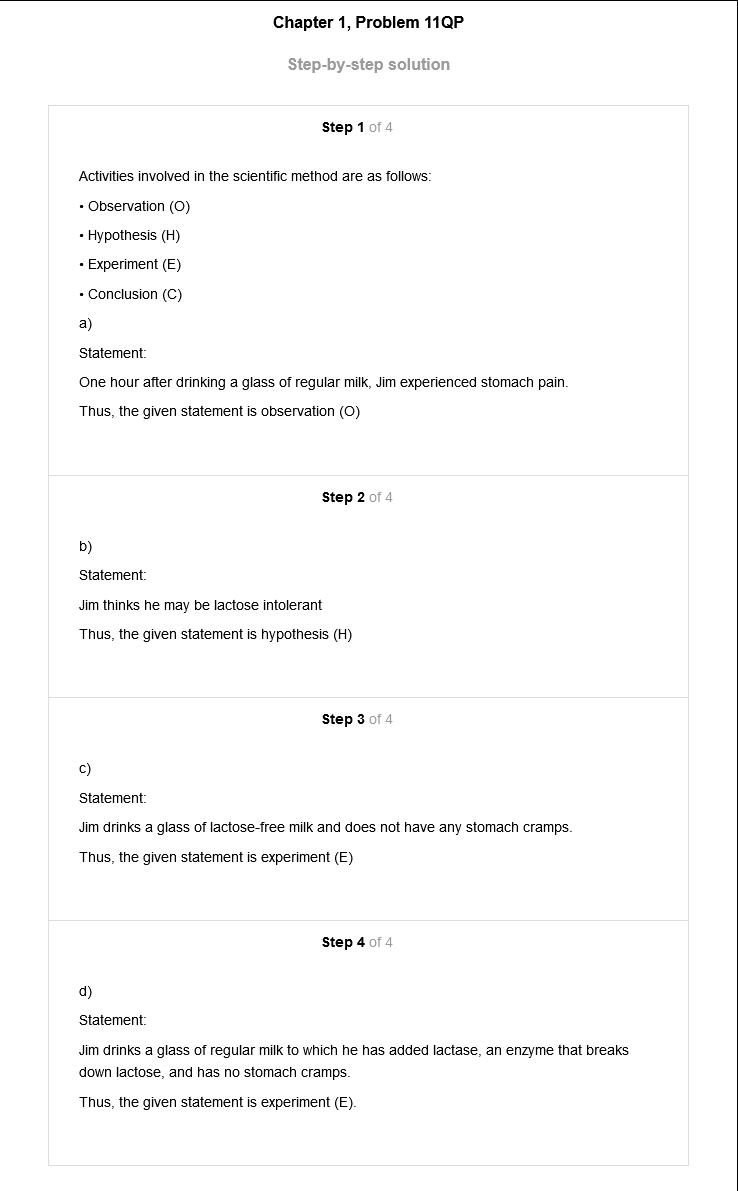 Chapter 1, Problem 11QP
Step-by-step solution
Step 1 of 4
Activities involved in the scientific method are as follows:
• Observation (O)
• Hypothesis (H)
• Experiment (E)
• Conclusion (C)
a)
Statement:
One hour after drinking a glass of regular milk, Jim experienced stomach pain.
Thus, the given statement is observation (O)
Step 2 of 4
b)
Statement:
Jim thinks he may be lactose intolerant
Thus, the given statement is hypothesis (H)
Step 3 of 4
c)
Statement:
Jim drinks a glass of lactose-free milk and does not have any stomach cramps.
Thus, the given statement is experiment (E)
Step 4 of 4
d)
Statement:
Jim drinks a glass of regular milk to which he has added lactase, an enzyme that breaks
down lactose, and has no stomach cramps.
Thus, the given statement is experiment (E).